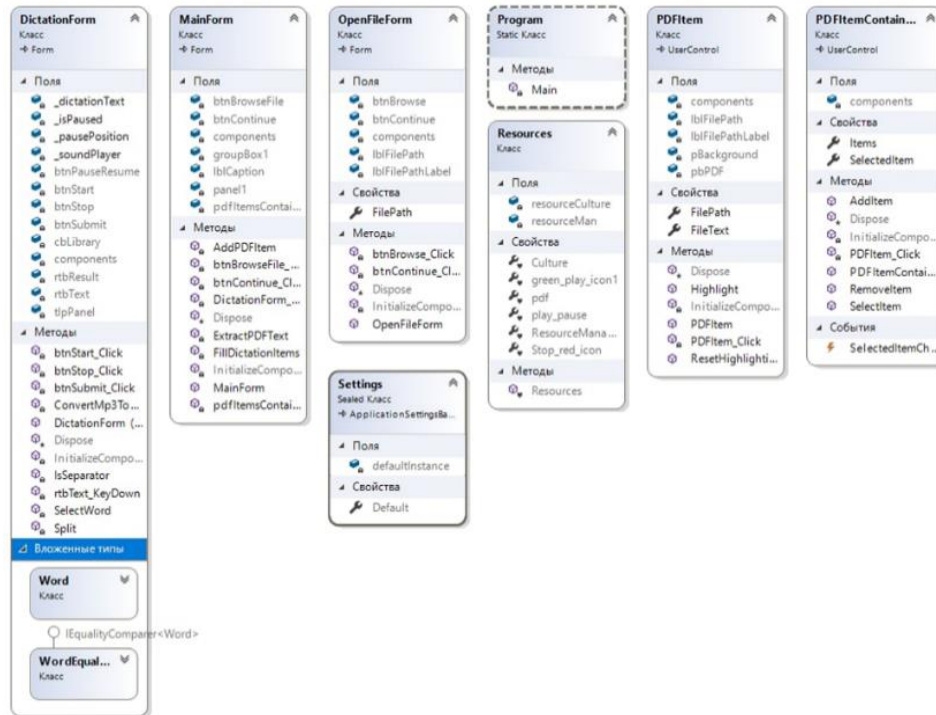 DictationForm
Класс
Form
Поля
_dictationText
_isPaused
_pausePosition
_soundPlayer
btnPauseResume
btnStart
btnStop
btnSubmit
cbLibrary
components
rtbResult
rtbText
tlpPanel
Методы
btnStart_Click
btnStop_Click
btnSubmit_Click
ConvertMp3To...
DictationForm (...
Dispose
InitializeCompo...
IsSeparator
rtbText_KeyDown
SelectWord
Split
Вложенные типы
Word
Класс
IEqualityComparer<Word>
WordEqual...
Класс
MainForm
Класс
Form
Поля
btnBrowseFile
btnContinue
components
groupBox1
lblCaption
panel1
pdfItemsContai...
Методы
AddPDFItem
btnBrowseFile_...
btnContinue_Cl...
DictationForm_...
Dispose
ExtractPDFText
FillDictationItems
InitializeCompo...
MainForm
pdfItemsContai...
OpenFileForm
Класс
Form
Поля
btnBrowse
btnContinue
components
lblFilePath
lblFilePathLabel
Свойства
FilePath
Методы
btnBrowse_Click
btnContinue_Cl...
Dispose
InitializeCompo...
OpenFileForm
Settings
Sealed Класс
ApplicationSettingsBa...
Поля
defaultInstance
Свойства
Default
Program
Static Класс
Методы
Main
Resources
Класс
Поля
resourceCulture
resourceMan
Свойства
Culture
green_play_icon1
pdf
play_pause
ResourceMana...
Stop_red_icon
Методы
Resources
PDFItem
Класс
UserControl
Поля
components
lblFilePath
lblFilePathLabel
pBackground
pbPDF
Свойства
FilePath
FileText
Методы
Dispose
Highlight
InitializeCompo...
PDFItem
PDFItem_Click
ResetHighlighti...
PDFItemContain...
Класс
UserControl
Поля
components
Свойства
Items
SelectedItem
Методы
AddItem
Dispose
InitializeCompo...
PDFItem_Click
PDFItemContai...
RemoveItem
SelectItem
События
SelectedItemCh...